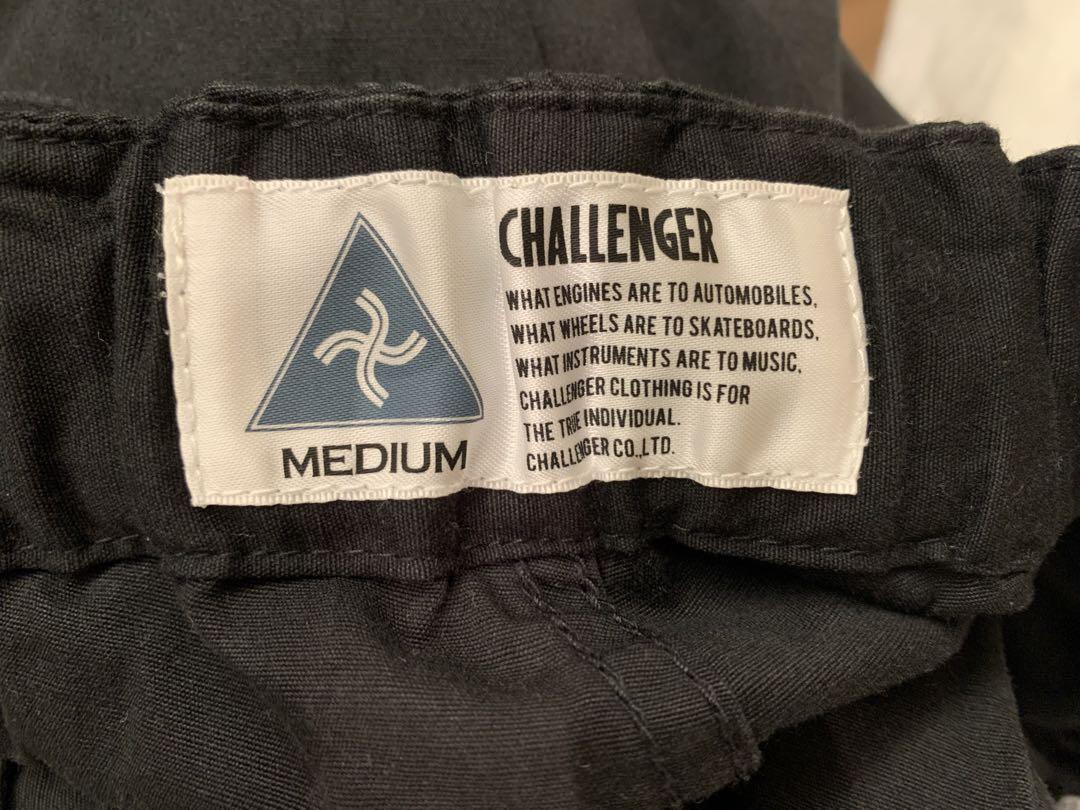 CHALLENGER
WHAT ENGINES ARE TO AUTOMOBILES,
WHAT WHEELS ARE TO SKATEBOARDS,
WHAT INSTRUMENTS ARE TO MUSIC,
CHALLENGER CLOTHING IS FOR
THE TRUE INDIVIDUAL.
CHALLENGER CO.,LTD.
MEDIUM